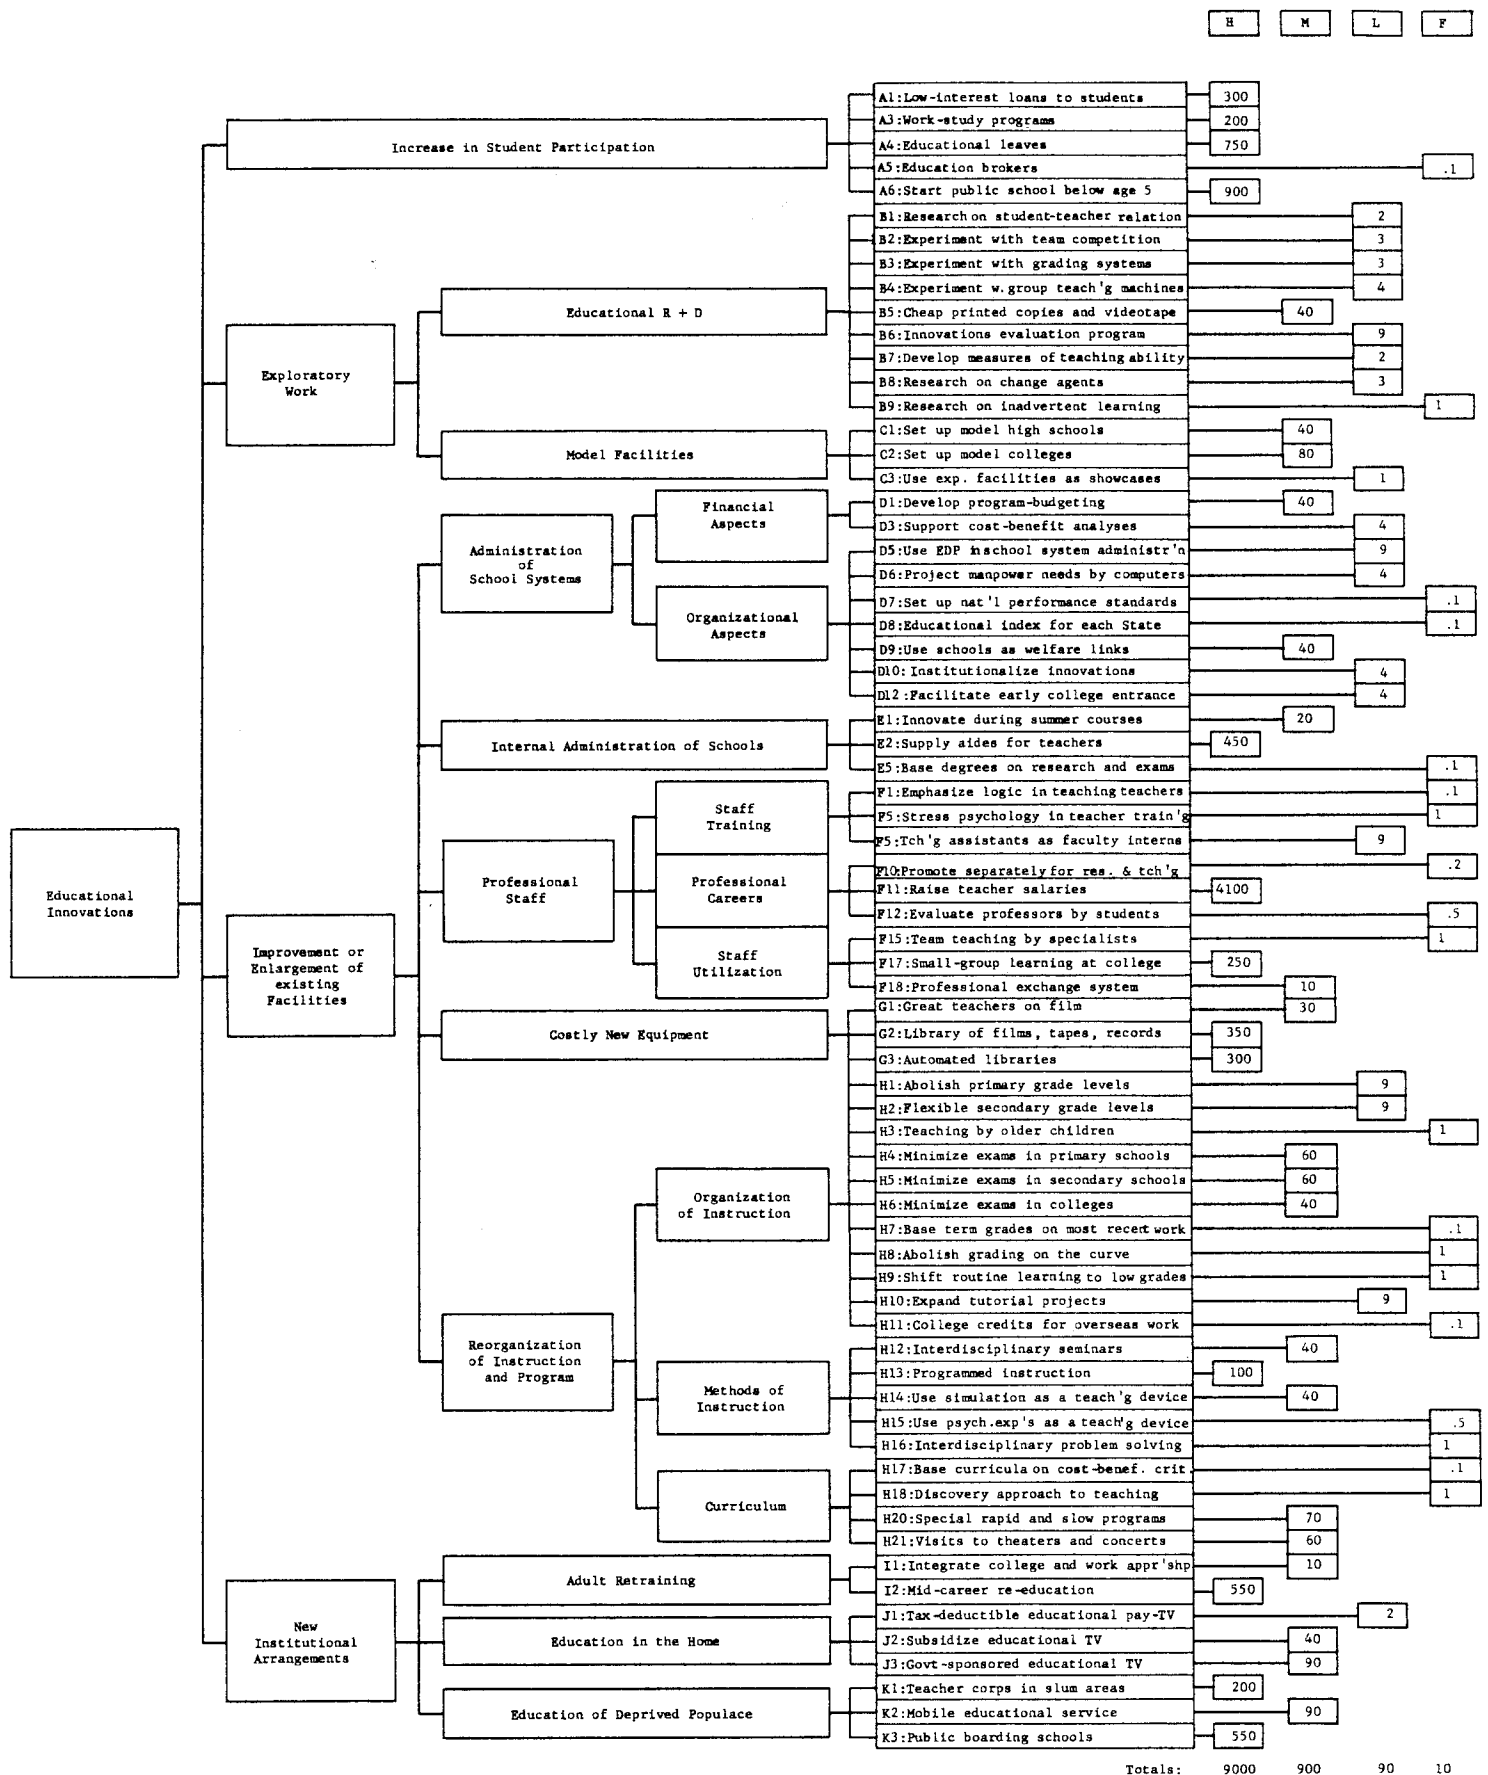 H M L F
A1:Low-interest loans to students 300
A3:Work-study programs 200
Increase in Student Participation
A4:Educational leaves 750
A5:Education brokers .1
A6:Start public school below age 5 900
B1:Research on student-teacher relation 2
B2:Experiment with team competition 3
B3:Experiment with grading systems 3
B4:Experiment w.group teach'g machines 4
Educational R + D
B5:Cheap printed copies and videotape 40
B6:Innovations evaluation program 9
B7:Develop measures of teaching ability 2
Exploratory
Work
B8:Research on change agents 3
B9:Research on inadvertent learning 1
C1:Set up model high schools 40
Model Facilities
C2:Set up model colleges 80
C3:Use exp. facilities as showcases 1
Financial
Aspects
D1:Develop program-budgeting 40
D3:Support cost-benefit analyses 4
Administration
of
School Systems
D5:Use EDP in school system administr'n 9
D6:Project manpower needs by computers 4
D7:Set up nat'l performance standards .1
Organizational
Aspects
D8:Educational index for each State .1
D9:Use schools as welfare links 40
D10:Institutionalize innovations 4
D12:Facilitate early college entrance 4
E1:Innovate during summer courses 20
Internal Administration of Schools
E2:Supply aides for teachers 450
E5:Base degrees on research and exams .1
F1:Emphasize logic in teaching teachers .1
Staff
Training
F5:Stress psychology in teacher train'g 1
F5:Tch'g assistants as faculty interns 9
F10:Promote separately for res. & tch'g .2
Educational
Innovations
Professional
Staff
Professional
Careers
F11:Raise teacher salaries 4100
F12:Evaluate professors by students .5
F15:Team teaching by specialists 1
Improvement or
Enlargement of
existing
Facilities
Staff
Utilization
F17:Small-group learning at college 250
F18:Professional exchange system 10
G1:Great teachers on film 30
Costly New Equipment
G2:Library of films, tapes, records 350
G3:Automated libraries 300
H1:Abolish primary grade levels 9
H2:Flexible secondary grade levels 9
H3:Teaching by older children 1
H4:Minimize exams in primary schools 60
H5:Minimize exams in secondary schools 60
Organization
of Instruction
H6:Minimize exams in colleges 40
H7:Base term grades on most recent work .1
H8:Abolish grading on the curve 1
H9:Shift routine learning to low grades 1
H10:Expand tutorial projects 9
H11:College credits for overseas work .1
Reorganization
of Instruction
and Program
H12:Interdisciplinary seminars 40
H13:Programmed instruction 100
Methods of
Instruction
H14:Use simulation as a teach'g device 40
H15:Use psych.exp's as a teach'g device .5
H16:Interdisciplinary problem solving 1
H17:Base curricula on cost-benef. crit. .1
H18:Discovery approach to teaching 1
Curriculum
H20:Special rapid and slow programs 70
H21:Visits to theaters and concerts 60
I1:Integrate college and work appr'shp 10
Adult Retraining
I2:Mid-career re-education 550
J1:Tax-deductible educational pay-TV 2
New
Institutional
Arrangements
Education in the Home
J2:Subsidize educational TV 40
J3:Govt-sponsored educational TV 90
K1:Teacher corps in slum areas 200
Education of Deprived Populace
K2:Mobile educational service 90
K3:Public boarding schools 550
Totals: 9000 900 90 10